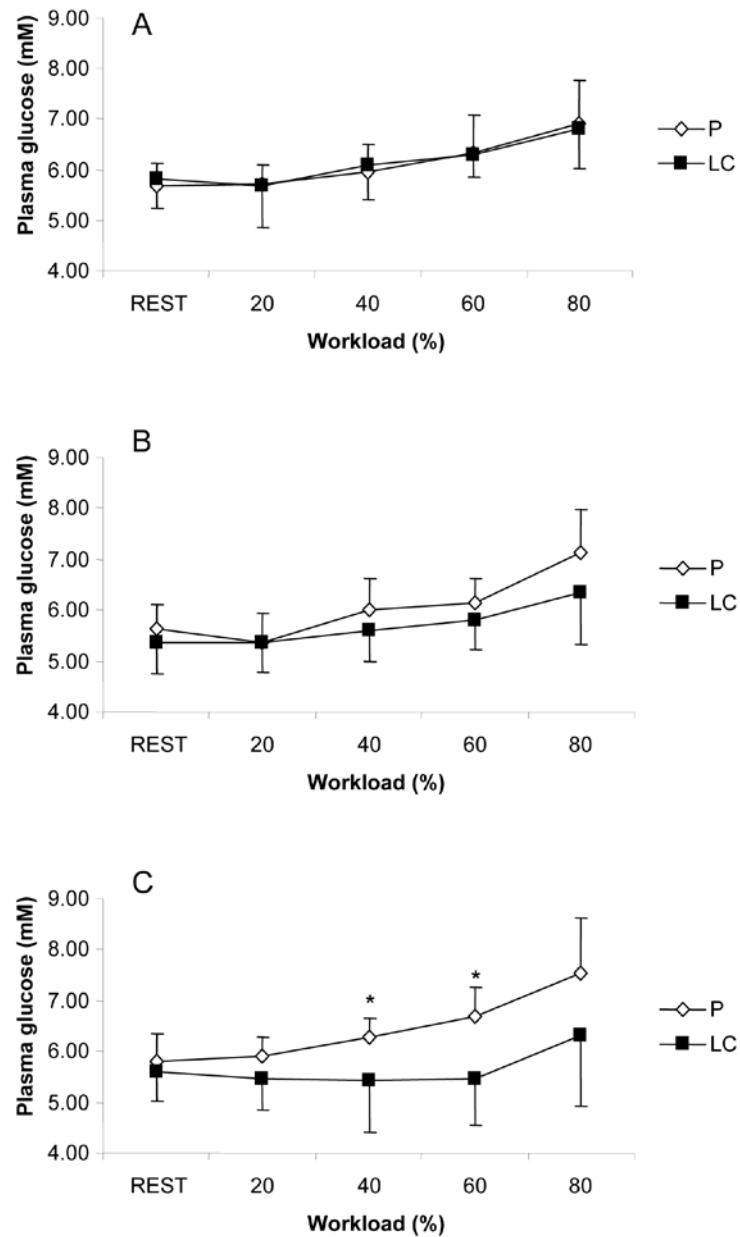 A
Plasma glucose (mM)
9.00
8.00
7.00
6.00
5.00
4.00
REST 20 40 60 80
Workload (%)
P
LC
B
Plasma glucose (mM)
9.00
8.00
7.00
6.00
5.00
4.00
REST 20 40 60 80
Workload (%)
P
LC
C
Plasma glucose (mM)
9.00
8.00
7.00
6.00
5.00
4.00
* *
REST 20 40 60 80
Workload (%)
P
LC